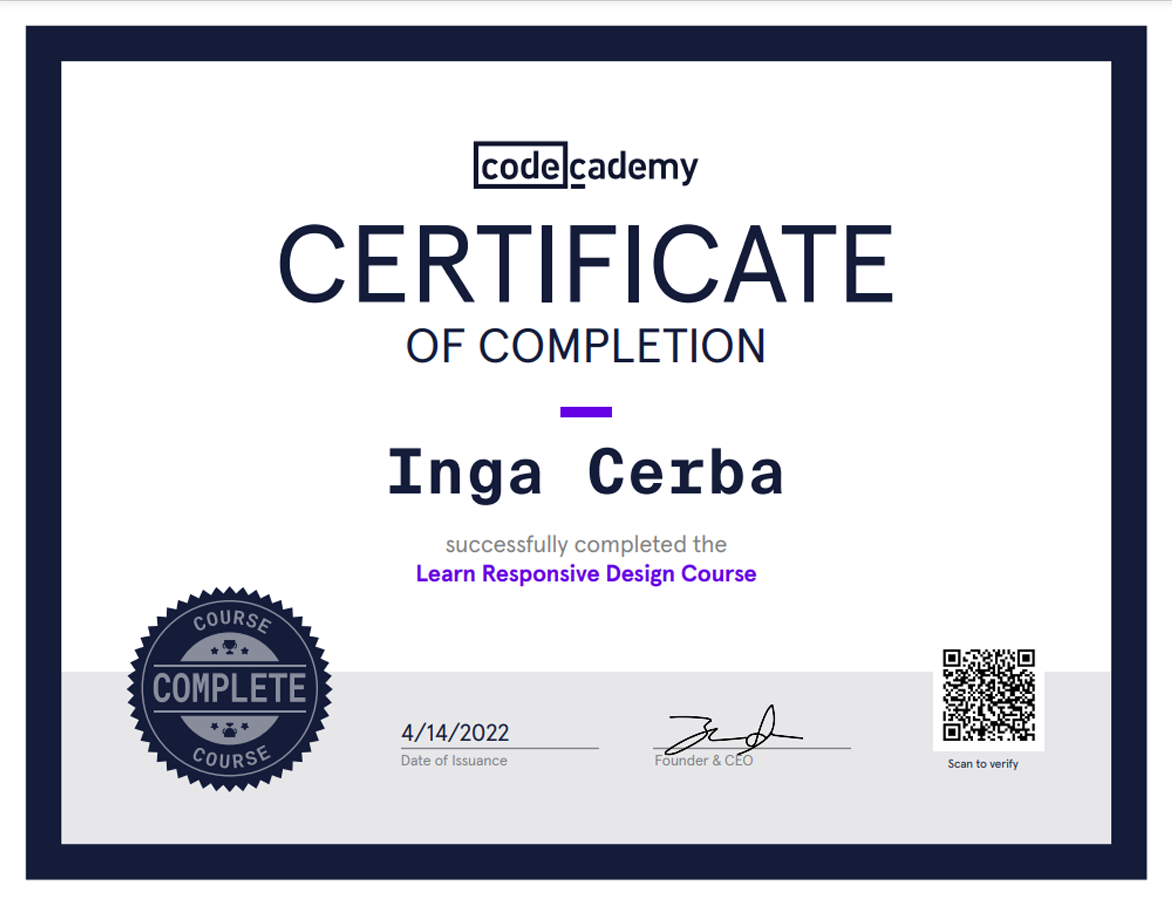 codecademy
CERTIFICATE
OF COMPLETION
Inga Cerba
successfully completed the
Learn Responsive Design Course
COURSE
COMPLETE
COURSE
4/14/2022
Date of Issuance
Founder & CEO
Scan to verify